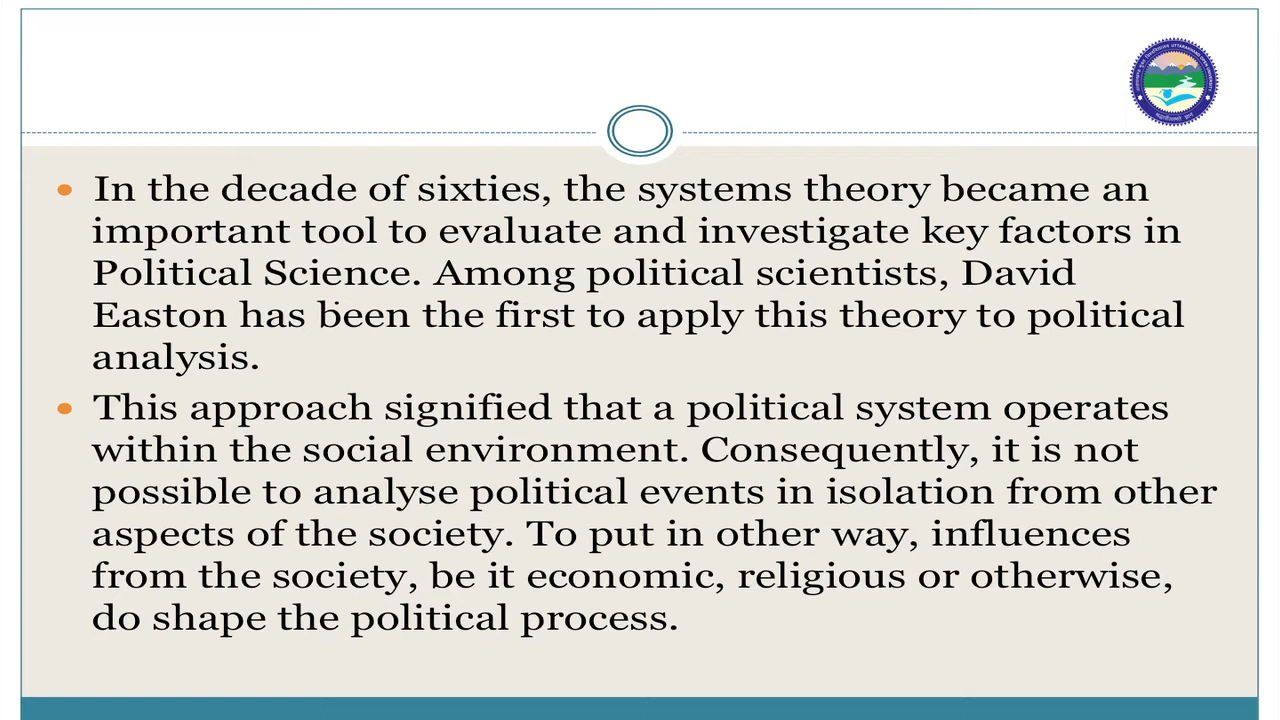 In the decade of sixties, the systems theory became an
important tool to evaluate and investigate key factors in
Political Science. Among political scientists, David
Easton has been the first to apply this theory to political
analysis.
This approach signified that a political system operates
within the social environment. Consequently, it is not
possible to analyse political events in isolation from other
aspects of the society. To put in other way, influences
from the society, be it economic, religious or otherwise,
do shape the political process.